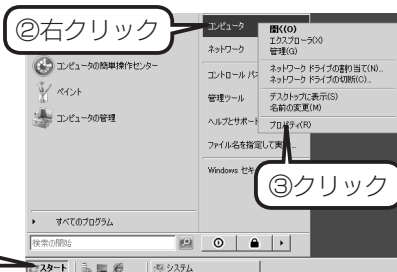 ②右クリック
コンピュータ
ネットワーク
コントロール パ
管理ツール
ヘルプとサポート
ファイル名を指定して実
Windows セキ
開く(O)
エクスプローラ(X)
管理(G)
ネットワーク ドライブの割り当て(N)...
ネットワーク ドライブの切断(C)...
デスクトップに表示(S)
名前の変更(M)
プロパティ(R)
③クリック
コンピュータの簡単操作センター
ペイント
コンピュータの管理
すべてのプログラム
検索の開始
スタート
システム